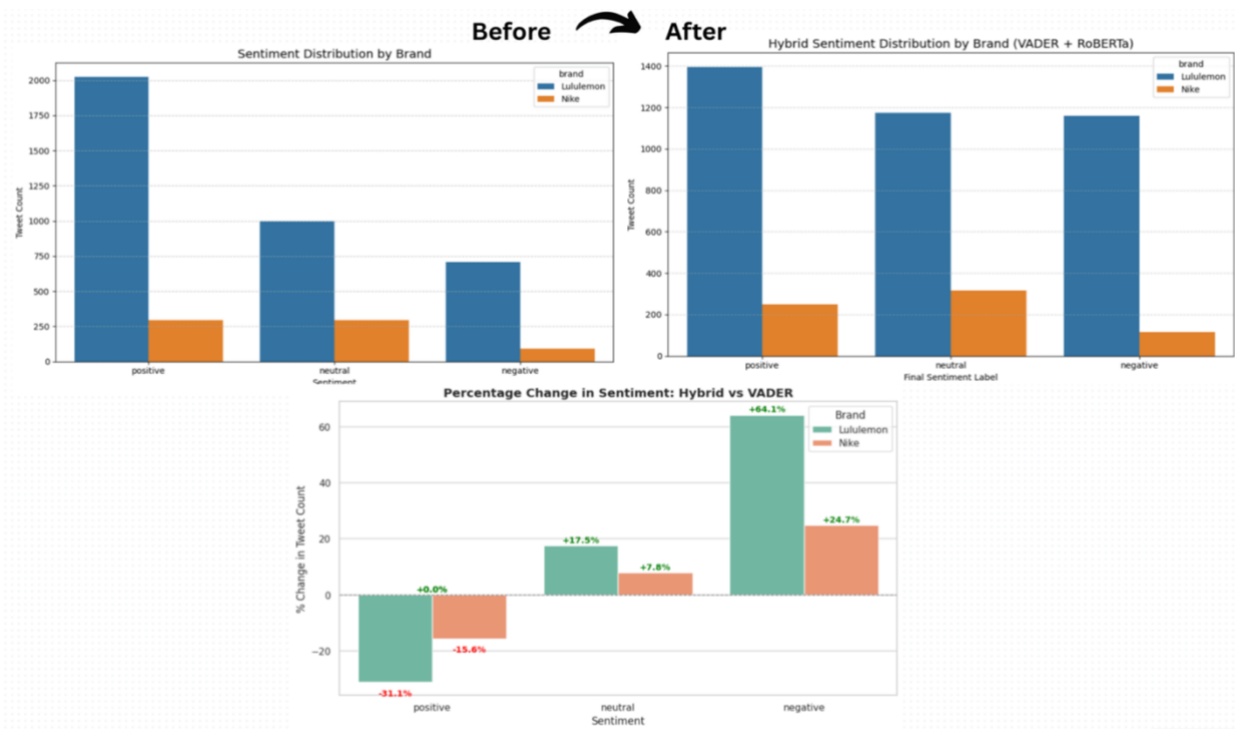 Before
After
Sentiment Distribution by Brand
brand
Lululemon
Nike
2000
1750
1500
1250
1000
750
500
250
0
Tweet Count
positive
neutral
negative
Sentiment
Hybrid Sentiment Distribution by Brand (VADER + RoBERTa)
brand
Lululemon
Nike
1400
1200
1000
800
600
400
200
0
Tweet Count
positive
neutral
negative
Final Sentiment Label
Percentage Change in Sentiment: Hybrid vs VADER
Brand
Lululemon
Nike
60
40
20
0
−20
% Change in Tweet Count
+64.1%
+24.7%
+17.5%
+7.8%
+0.0%
-15.6%
-31.1%
positive
neutral
negative
Sentiment